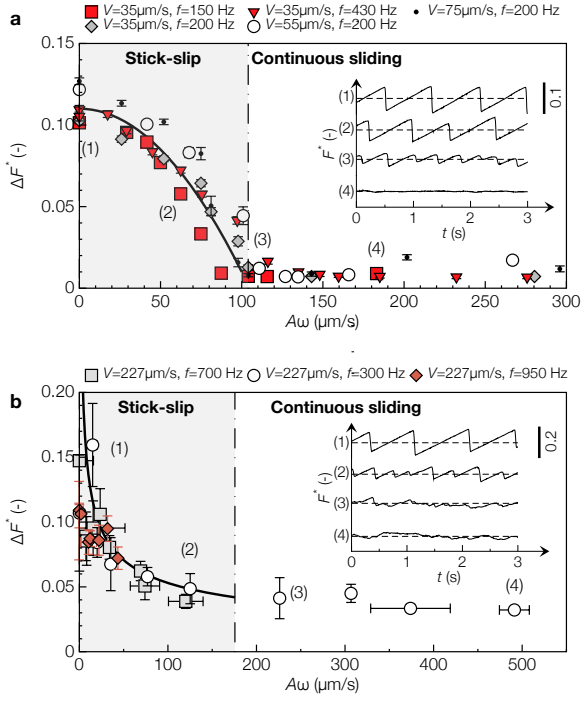 V=35μm/s, f=150 Hz V=35μm/s, f=430 Hz V=75μm/s, f=200 Hz
V=35μm/s, f=200 Hz V=55μm/s, f=200 Hz
a
Stick-slip Continuous sliding
0.15
0.10
0.05
0
ΔF* (-)
(1)
(2)
(3)
(4)
(1)
(2)
(3)
(4)
F* (-)
0.1
0 1 2 3
t (s)
0 50 100 150 200 250 300
Aω (μm/s)
V=227μm/s, f=700 Hz V=227μm/s, f=300 Hz V=227μm/s, f=950 Hz
b
Stick-slip Continuous sliding
0.20
0.15
0.10
0.05
0
ΔF* (-)
(1)
(2)
(3)
(4)
(1)
(2)
(3)
(4)
F* (-)
0.2
0 1 2 3
t (s)
0 100 200 300 400 500
Aω (μm/s)